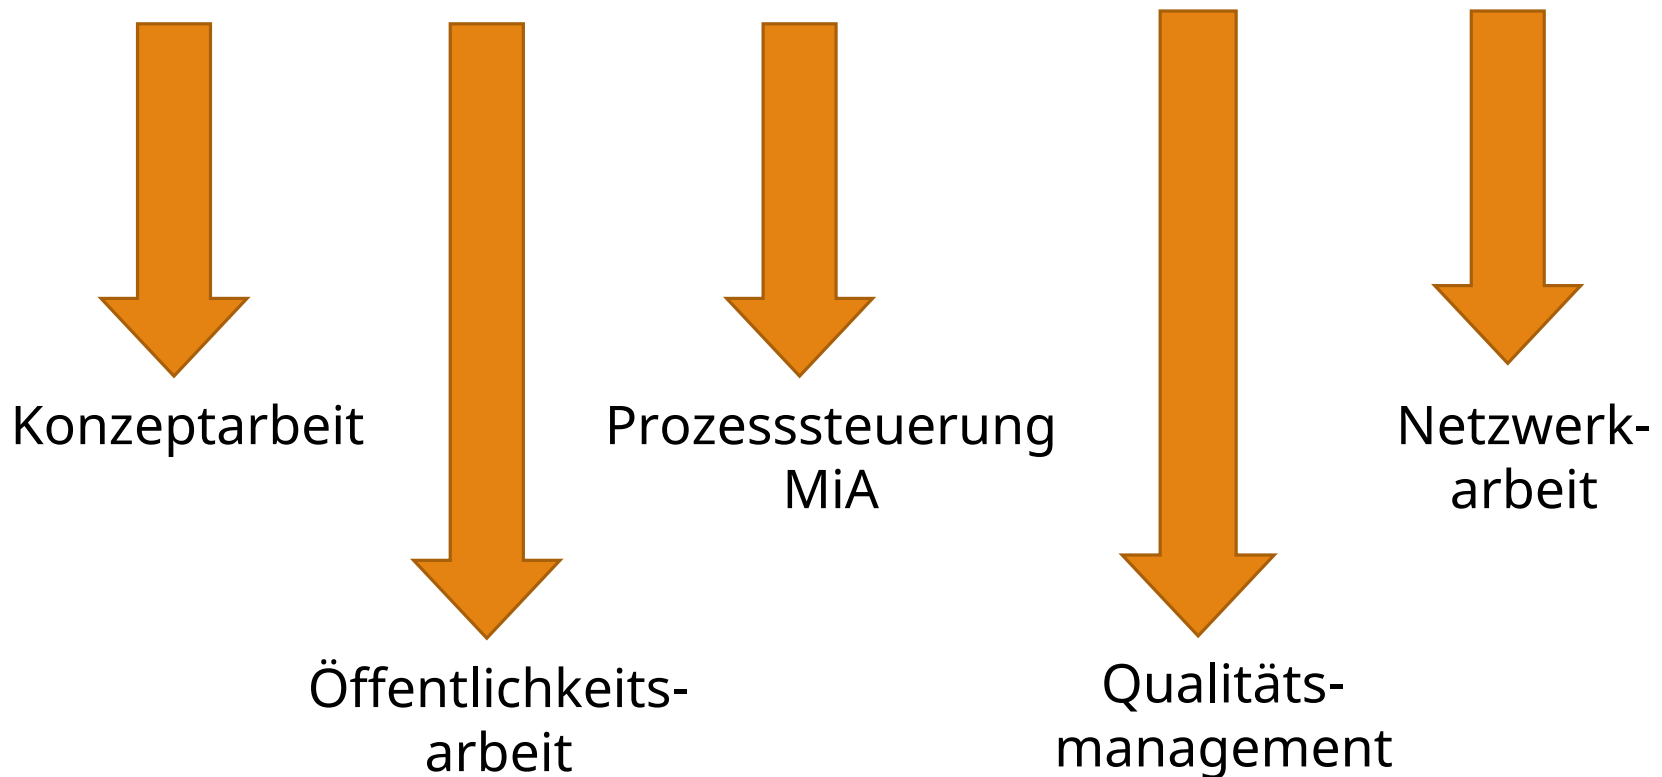 Konzeptarbeit
Prozesssteuerung
MiA
Netzwerk-
arbeit
Öffentlichkeits-
arbeit
Qualitäts-
management